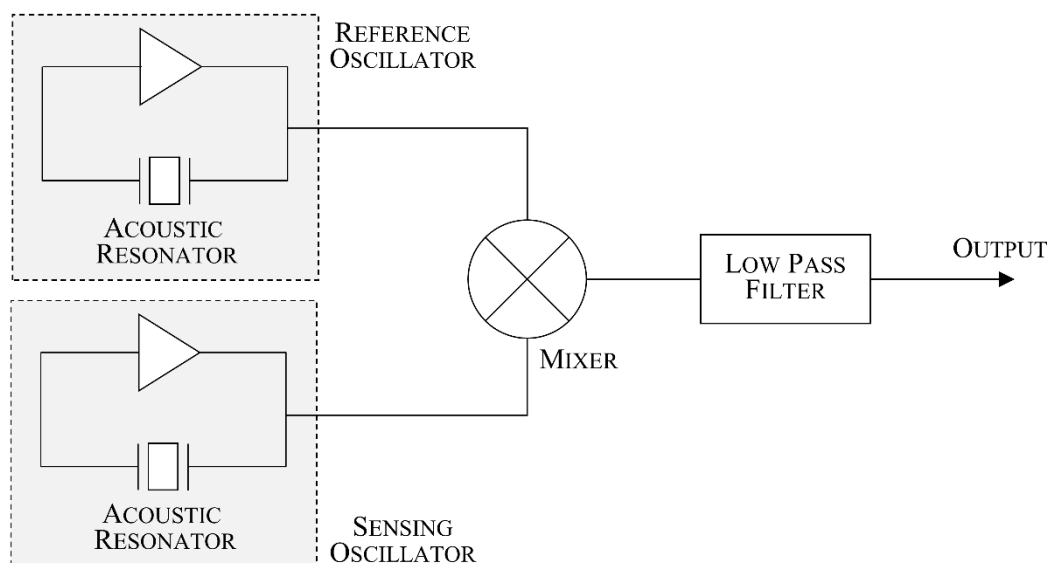 REFERENCE
OSCILLATOR
ACOUSTIC
RESONATOR
MIXER
LOW PASS
FILTER
OUTPUT
ACOUSTIC
RESONATOR
SENSING
OSCILLATOR